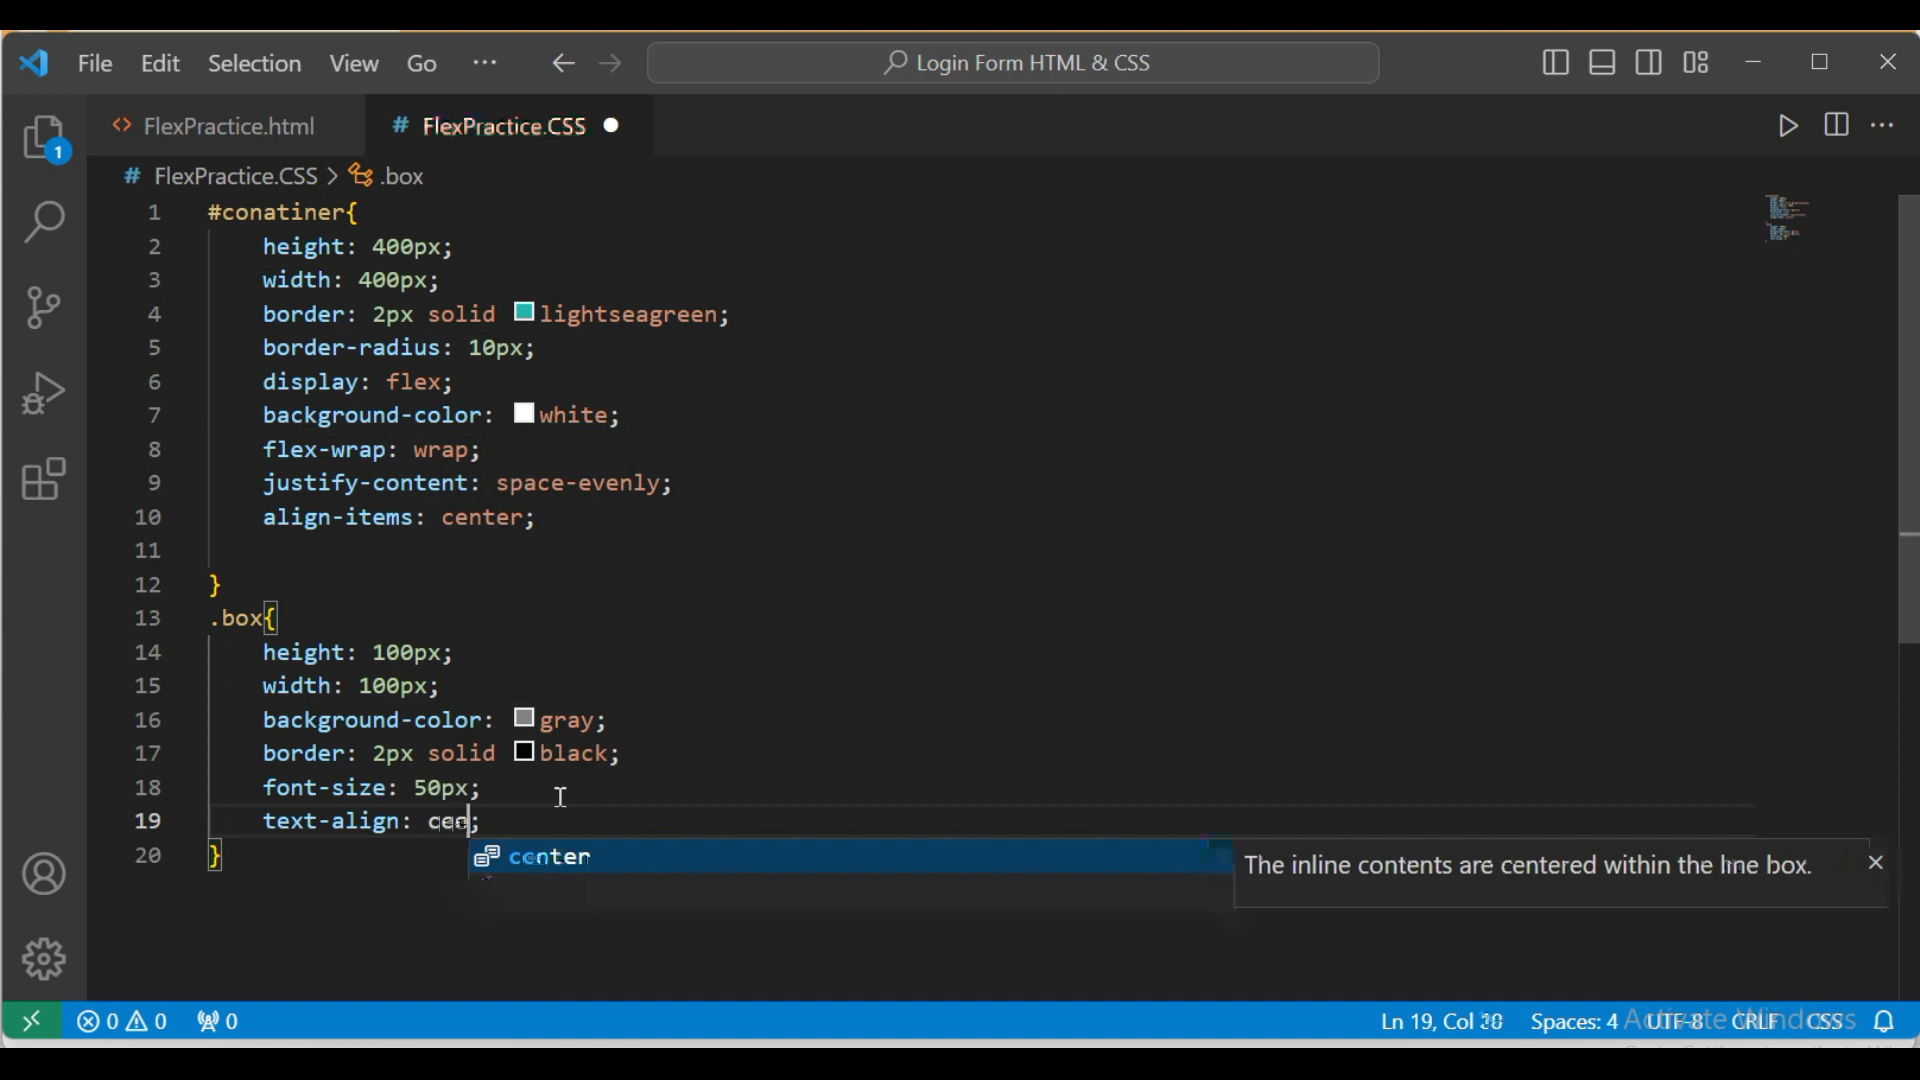 File Edit Selection View Go ··· Login Form HTML & CSS
FlexPractice.html FlexPractice.CSS
1
FlexPractice.CSS > .box
1 #conatiner{
2 height: 400px;
3 width: 400px;
4 border: 2px solid lightseagreen;
5 border-radius: 10px;
6 display: flex;
7 background-color: white;
8 flex-wrap: wrap;
9 justify-content: space-evenly;
10 align-items: center;
11
12 }
13 .box{
14 height: 100px;
15 width: 100px;
16 background-color: gray;
17 border: 2px solid black;
18 font-size: 50px;
19 text-align: cen;
20 }
center
The inline contents are centered within the line box.
0 0 0 Ln 19, Col Spaces: 4 UTF-8 CRLF CSS
Activate Windows